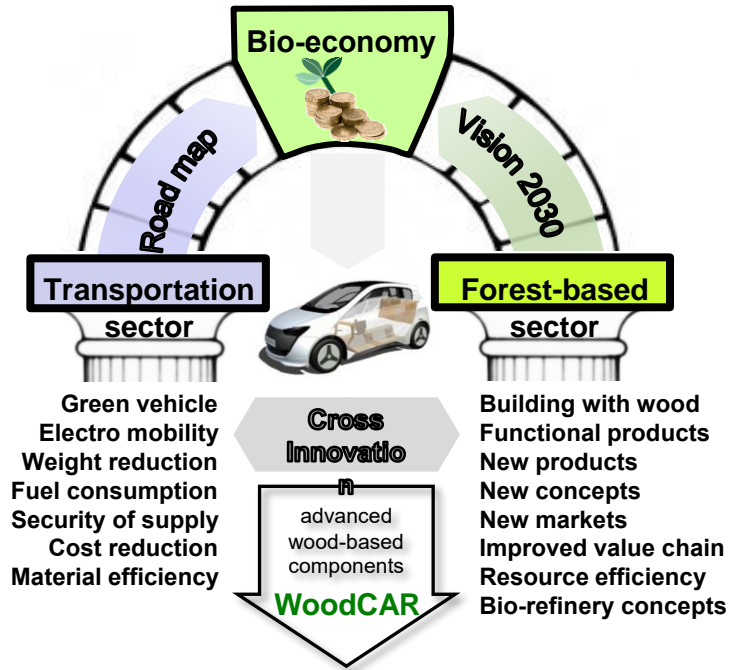 Bio-economy
Road map
Vision 2030
Transportation
sector
Forest-based
sector
Green vehicle
Electro mobility
Weight reduction
Fuel consumption
Security of supply
Cost reduction
Material efficiency
Cross
Innovatio
n
advanced
wood-based
components
WoodCAR
Building with wood
Functional products
New products
New concepts
New markets
Improved value chain
Resource efficiency
Bio-refinery concepts